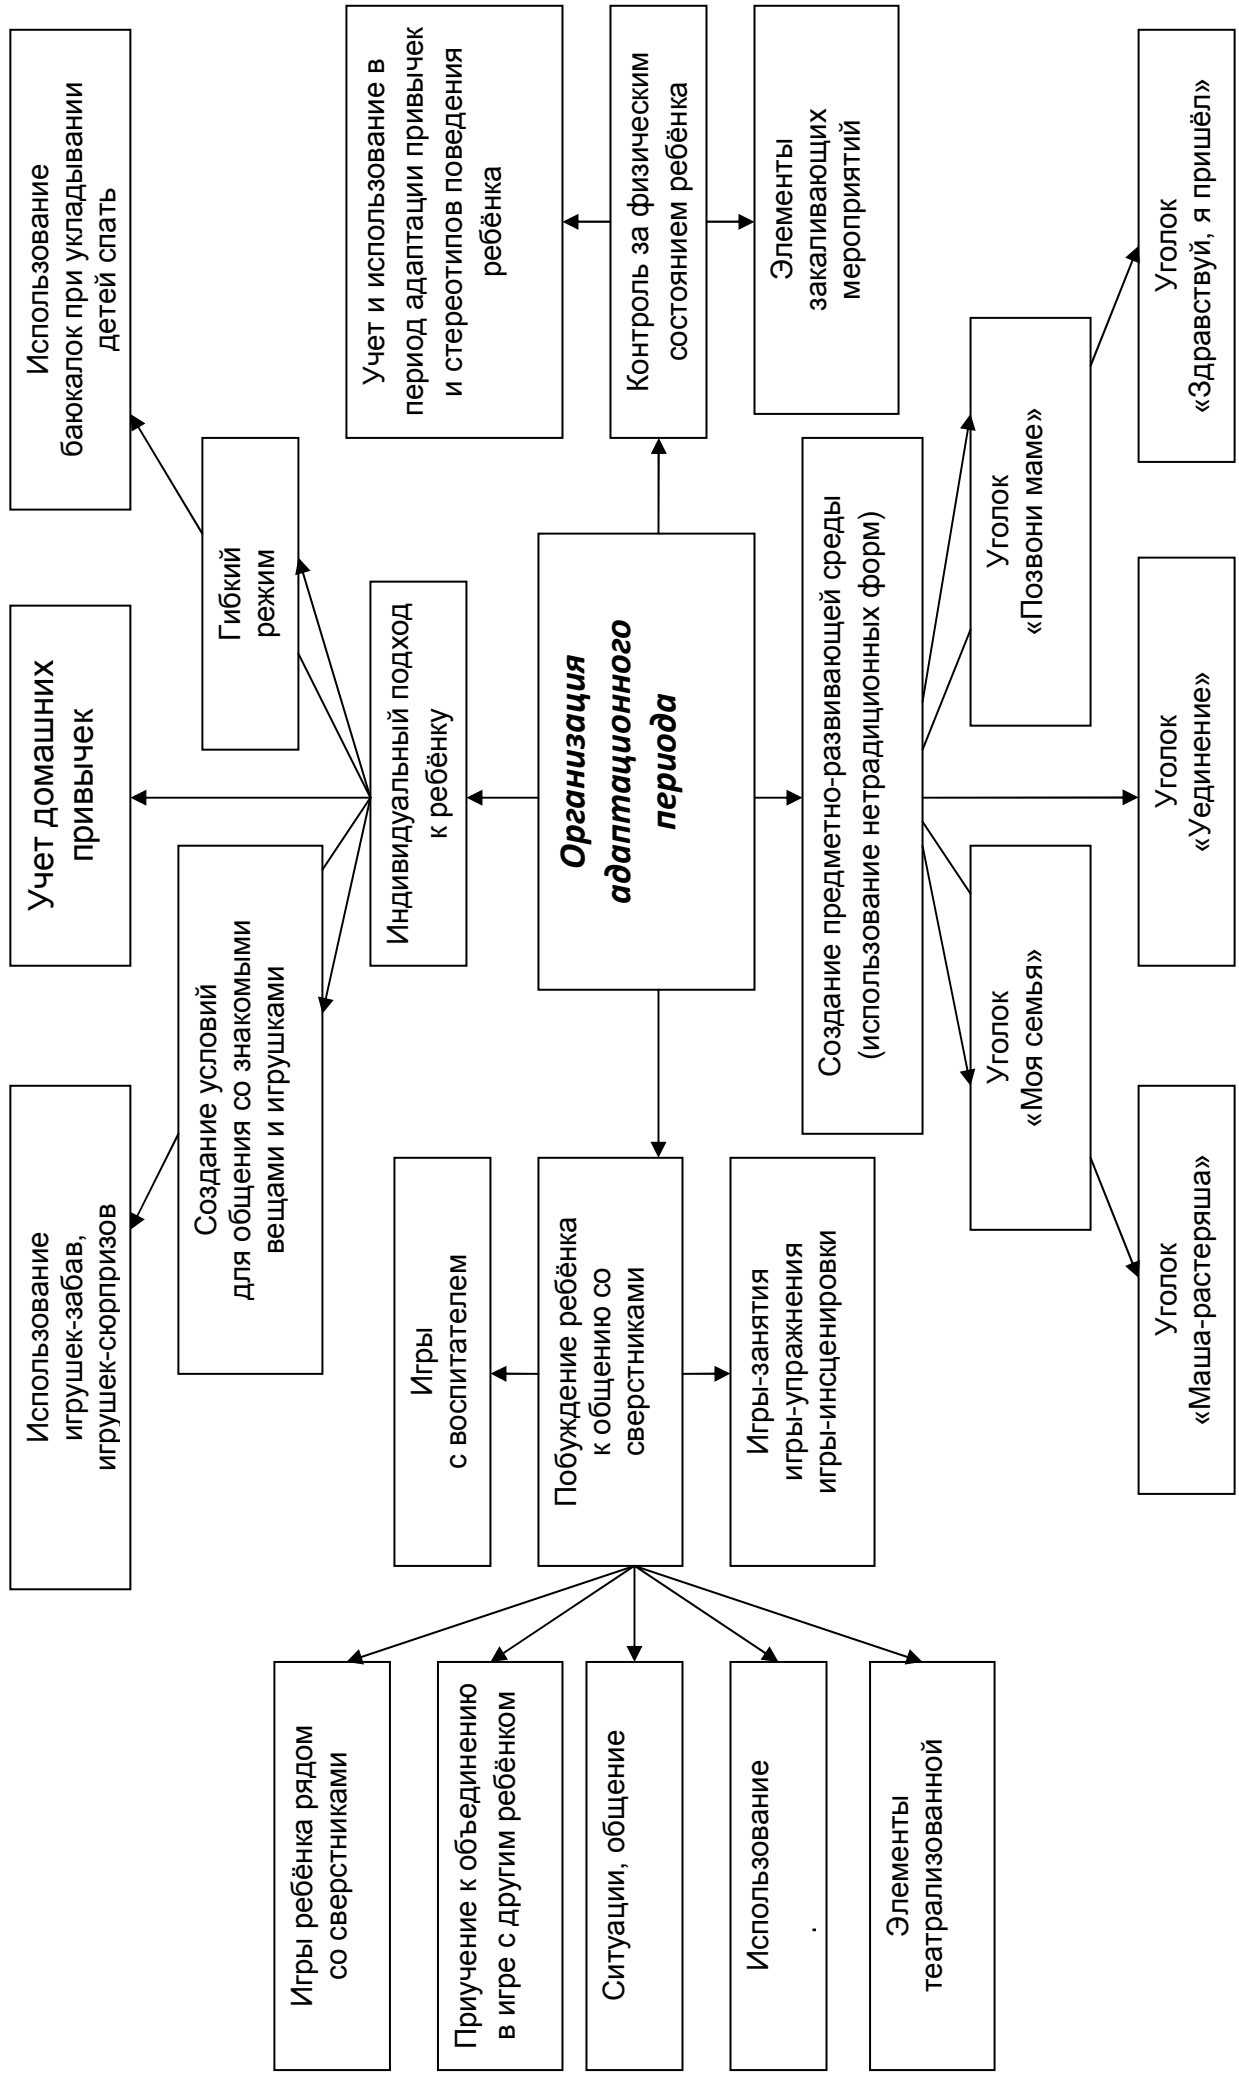 Использование
игрушек-забав,
игрушек-сюрпризов
Учет домашних
привычек
Использование
баюкалок при укладывании
детей спать
Создание условий
для общения со знакомыми
вещами и игрушками
Гибкий
режим
Игры ребёнка рядом
со сверстниками
Игры
с воспитателем
Индивидуальный подход
к ребёнку
Учет и использование в
период адаптации привычек
и стереотипов поведения
ребёнка
Приучение к объединению
в игре с другим ребёнком
Побуждение ребёнка
к общению со
сверстниками
Организация
адаптационного
периода
Контроль за физическим
состоянием ребёнка
Ситуации, общение
Использование
.
Игры-занятия
игры-упражнения
игры-инсценировки
Создание предметно-развивающей среды
(использование нетрадиционных форм)
Элементы
закаливающих
мероприятий
Элементы
театрализованной
Уголок
«Моя семья»
Уголок
«Позвони маме»
Уголок
«Маша-растеряша»
Уголок
«Уединение»
Уголок
«Здравствуй, я пришёл»